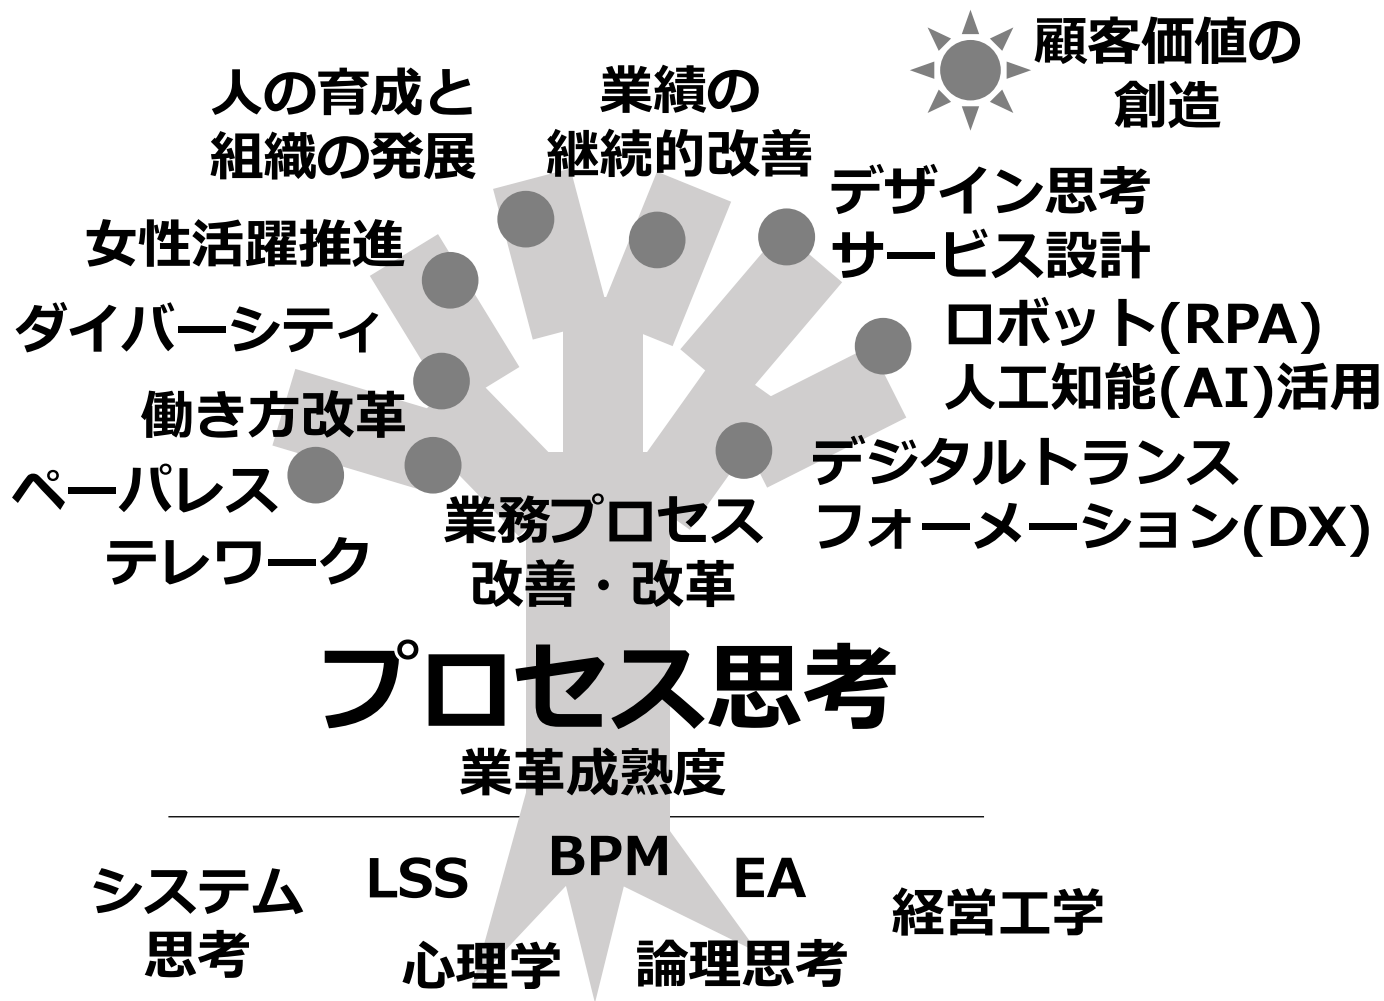 顧客価値の
創造
人の育成と
組織の発展
業績の
継続的改善
デザイン思考
サービス設計
女性活躍推進
ダイバーシティ
ロボット(RPA)
人工知能(AI)活用
働き方改革
デジタルトランス
フォーメーション(DX)
ペーパレス
テレワーク
業務プロセス
改善・改革
プロセス思考
業革成熟度
BPM
LSS
EA
システム
思考
経営工学
心理学
論理思考